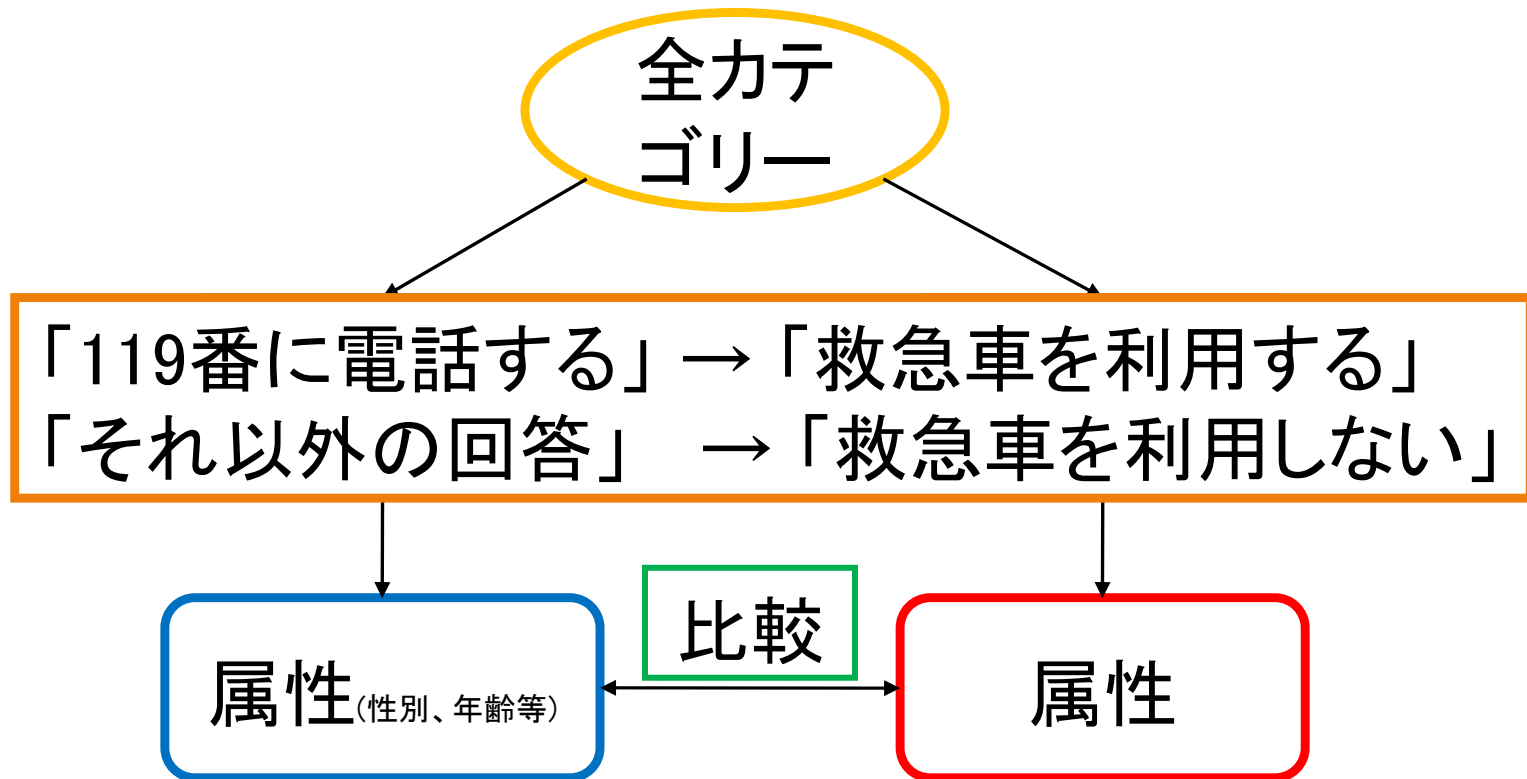 全カテ
ゴリー
「119番に電話する」→「救急車を利用する」
「それ以外の回答」 →「救急車を利用しない」
比較
属性(性別、年齢等)
属性